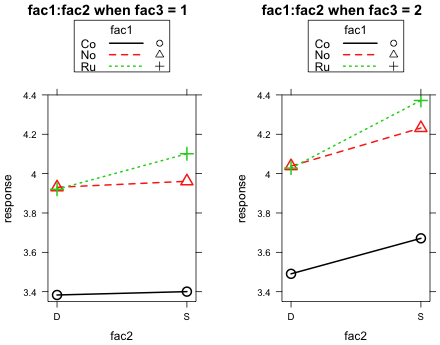 fac1:fac2 when fac3 = 1
fac1
Co
No
Ru
4.4
4.2
4
3.8
3.6
3.4
response
D
S
fac2
fac1:fac2 when fac3 = 2
fac1
Co
No
Ru
4.4
4.2
4
3.8
3.6
3.4
response
D
S
fac2